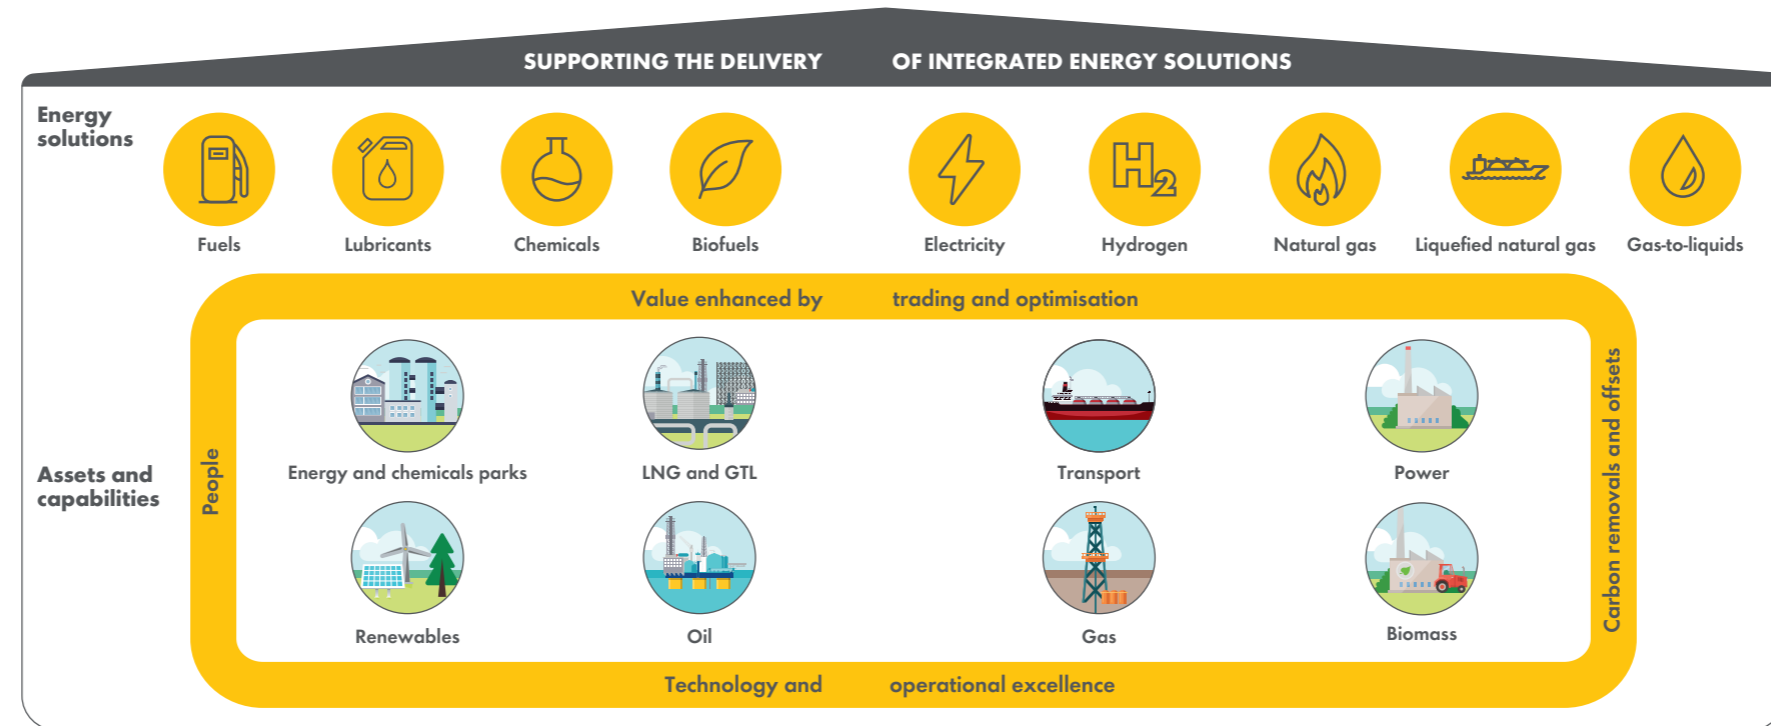 SUPPORTING THE DELIVERY OF INTEGRATED ENERGY SOLUTIONS
Energy
solutions
H2
Fuels
Lubricants
Chemicals
Biofuels
Electricity
Hydrogen
Natural gas
Liquefied natural gas
Gas-to-liquids
Value enhanced by trading and optimisation
Assets and
capabilities
People
Energy and chemicals parks
LNG and GTL
Transport
Power
Renewables
Oil
Gas
Biomass
Carbon removals and offsets
Technology and operational excellence